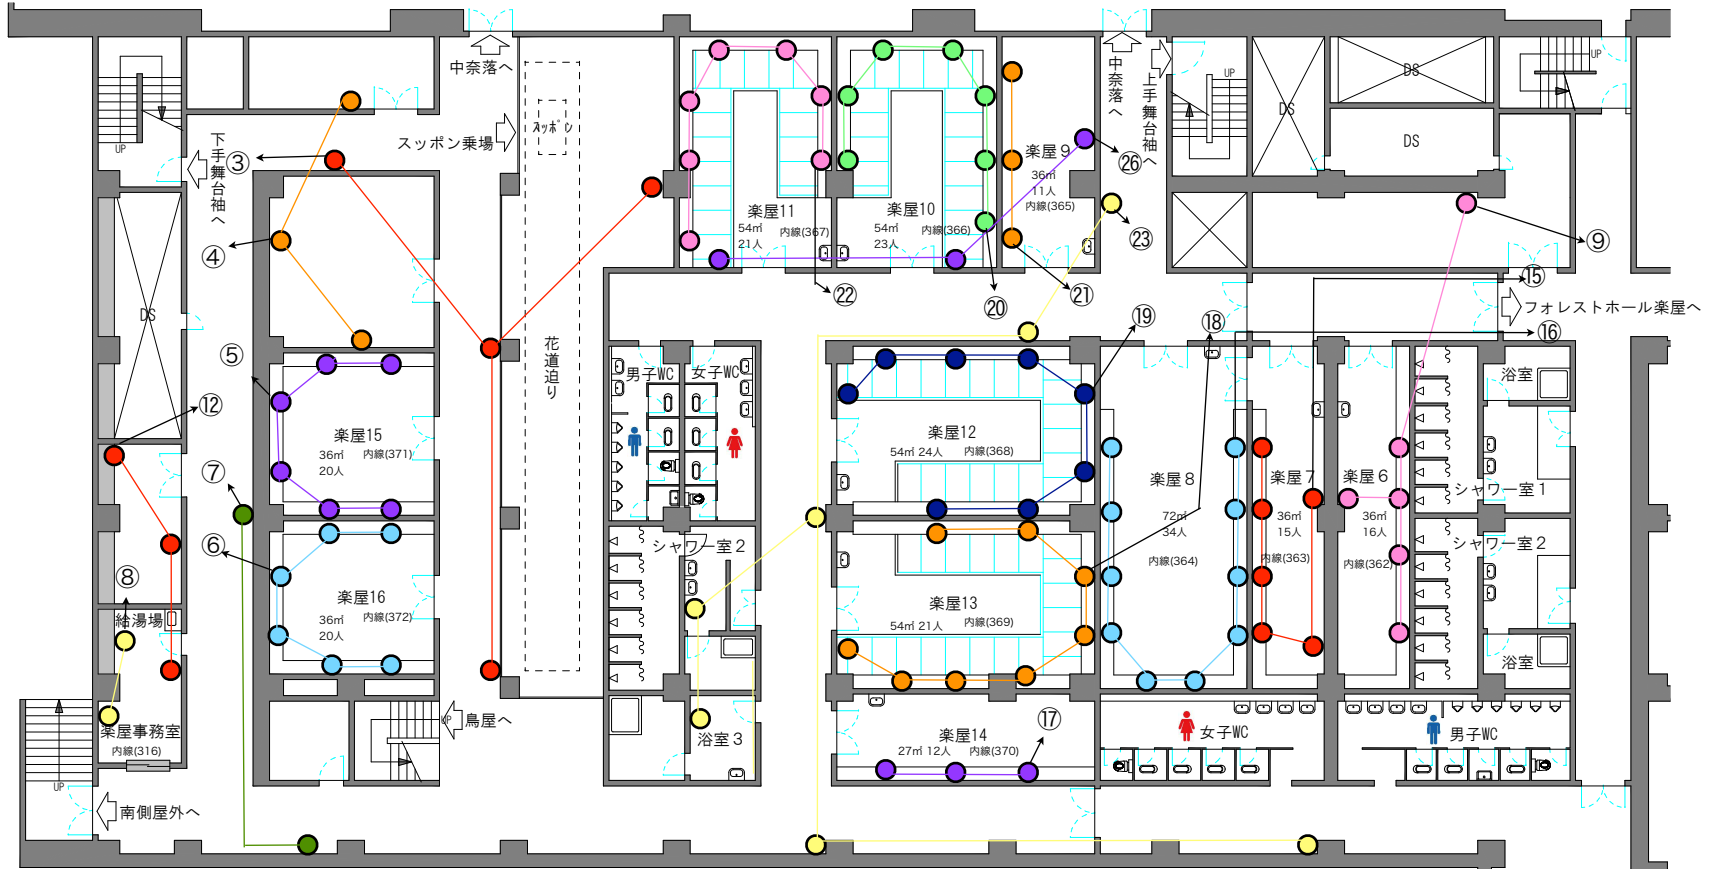 中奈落へ
スッポン乗場
スッポン
下手舞台袖へ
UP
③
④
DS
⑤
⑫
⑦
⑥
⑧
給湯場
楽屋事務室
内線(316)
UP
南側屋外へ
楽屋15
36㎡
内線(371)
20人
楽屋16
36㎡
内線(372)
20人
UP
鳥屋へ
花道迫り
楽屋11
54㎡
内線(367)
21人
楽屋10
54㎡
内線(366)
23人
楽屋9
36㎡
11人
内線(365)
中奈落へ
上手舞台袖へ
UP
DS
DS
DS
UP
㉖
㉓
㉒
⑳
㉑
⑨
⑮
フォレストホール楽屋へ
⑲
⑱
⑯
男子WC
女子WC
シャワー室2
浴室3
楽屋12
54㎡ 24人
内線(368)
楽屋13
54㎡ 21人
内線(369)
楽屋14
27㎡ 12人
内線(370)
⑰
楽屋8
72㎡
34人
内線(364)
楽屋7
36㎡
15人
内線(363)
楽屋6
36㎡
16人
内線(362)
浴室
シャワー室1
シャワー室2
浴室
女子WC
男子WC